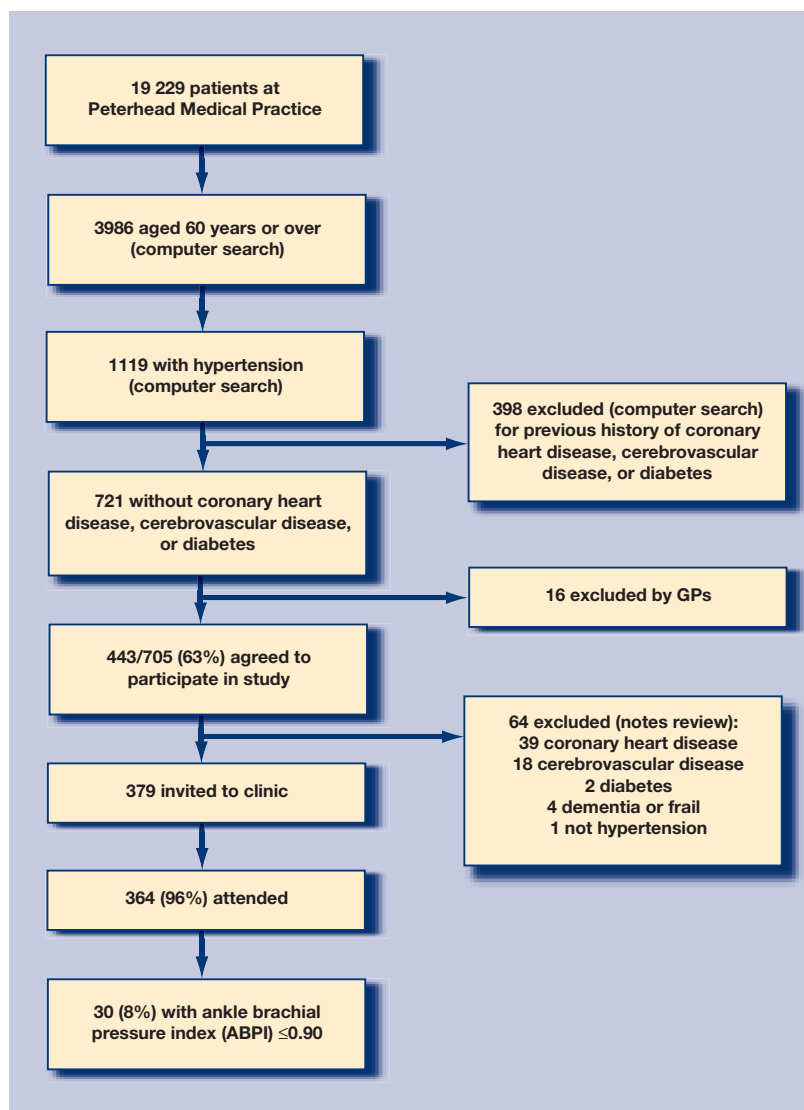 19 229 patients at
Peterhead Medical Practice
3986 aged 60 years or over
(computer search)
1119 with hypertension
(computer search)
398 excluded (computer search)
for previous history of coronary
heart disease, cerebrovascular
disease, or diabetes
721 without coronary heart
disease, cerebrovascular disease,
or diabetes
16 excluded by GPs
443/705 (63%) agreed to
participate in study
64 excluded (notes review):
39 coronary heart disease
18 cerebrovascular disease
2 diabetes
4 dementia or frail
1 not hypertension
379 invited to clinic
364 (96%) attended
30 (8%) with ankle brachial
pressure index (ABPI) ≤0.90